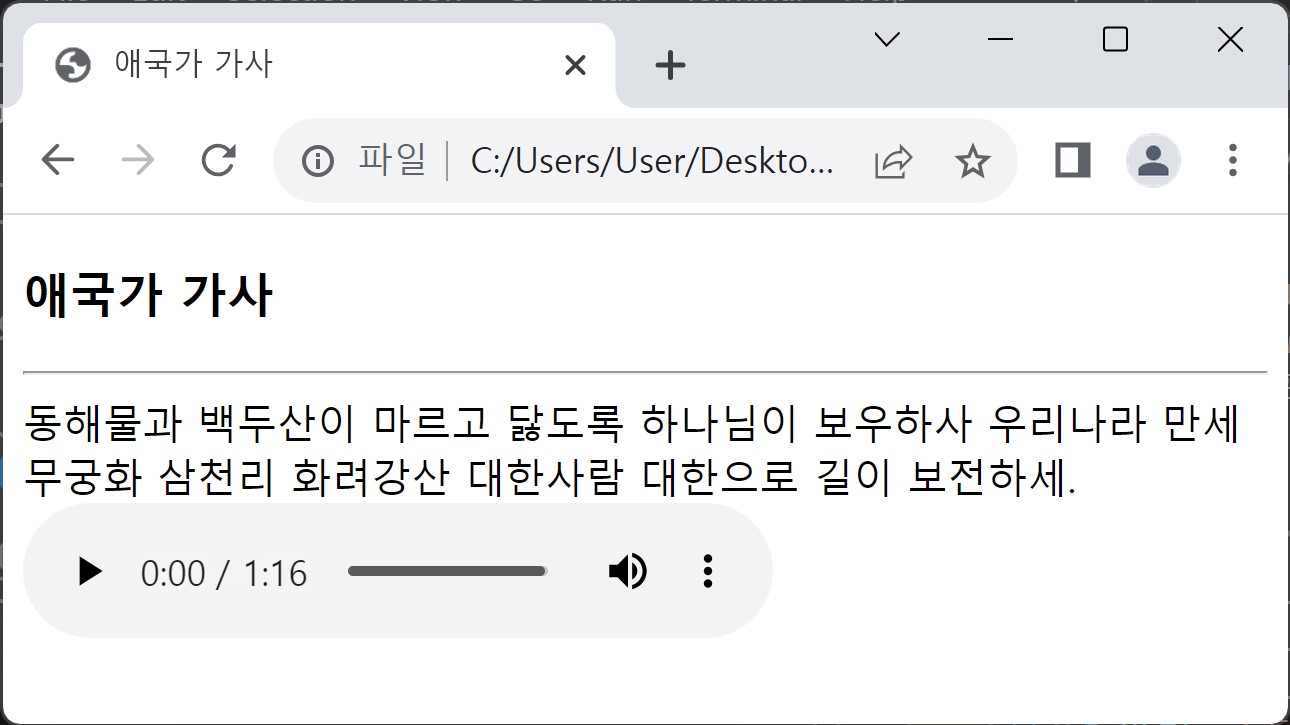 애국가 가사
파일 C:/Users/User/Deskto...
애국가 가사
동해물과 백두산이 마르고 닳도록 하나님이 보우하사 우리나라 만세
무궁화 삼천리 화려강산 대한사람 대한으로 길이 보전하세.
0:00 / 1:16